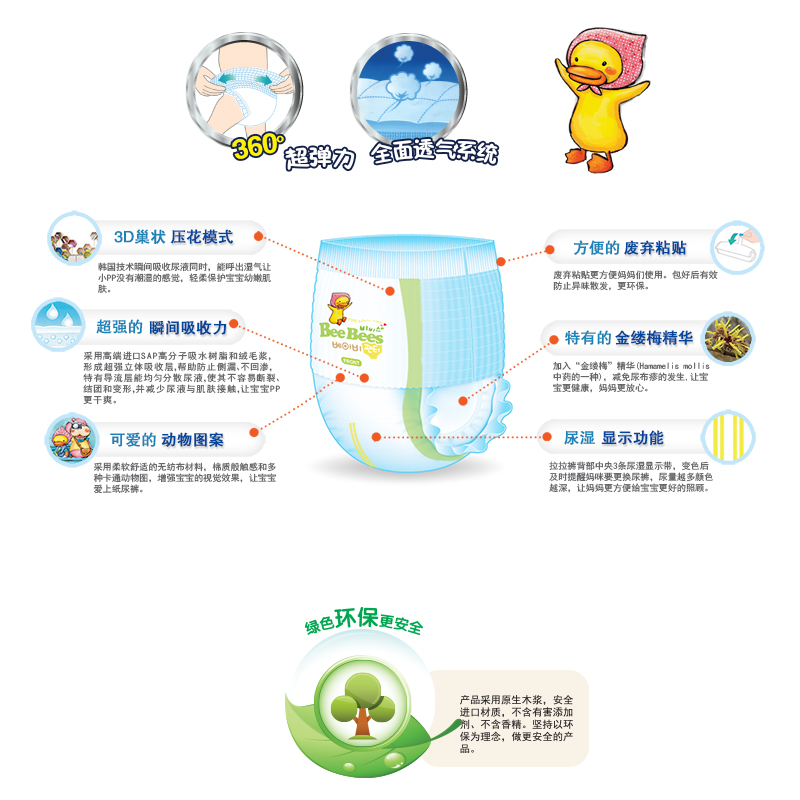 360°超弹力
全面透气系统
3D巢状 压花模式
韩国技术瞬间吸收尿液同时，能呼出湿气让
小PP没有潮湿的感觉，轻柔保护宝宝幼嫩肌
肤。
超强的 瞬间吸收力
采用高端进口SAP高分子吸水树脂和绒毛浆，
形成超强立体吸收层,帮助防止侧漏,不回渗,
特有导流层能均匀分散尿液,使其不容易断裂、
结团和变形,并减少尿液与肌肤接触,让宝宝PP
更干爽。
可爱的 动物图案
采用柔软舒适的无纺布材料，棉质般触感和多
种卡通动物图，增强宝宝的视觉效果，让宝宝
爱上纸尿裤。
BeeBees
베이비
FRONT
方便的 废弃粘贴
废弃粘贴更方便妈妈们使用。包好后有效
防止异味散发，更环保。
特有的 金缕梅精华
加入“金缕梅”精华(Hamamelis mollis
中药的一种)，减免尿布疹的发生,让宝
宝更健康，妈妈更放心。
尿湿 显示功能
拉拉裤背部中央3条尿湿显示带，变色后
及时提醒妈咪要更换尿裤，尿量越多颜色
越深，让妈妈更方便给宝宝更好的照顾。
绿色环保更安全
产品采用原生木浆，安全
进口材质，不含有害添加
剂、不含香精。坚持以环
保为理念，做更安全的产
品。